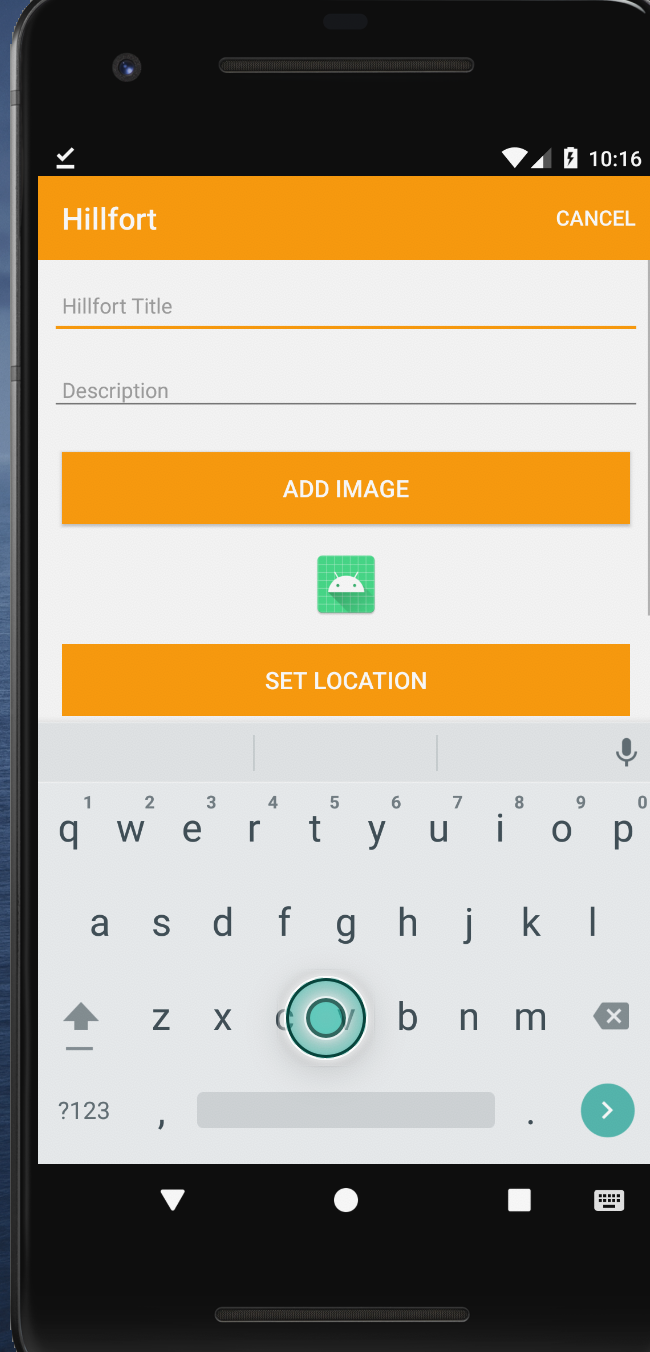 10:16
Hillfort CANCEL
Hillfort Title
Description
ADD IMAGE
SET LOCATION
1 2 3 4 5 6 7 8 9 0
q w e r t y u i o p
a s d f g h j k l
z x c v b n m
?123 , .